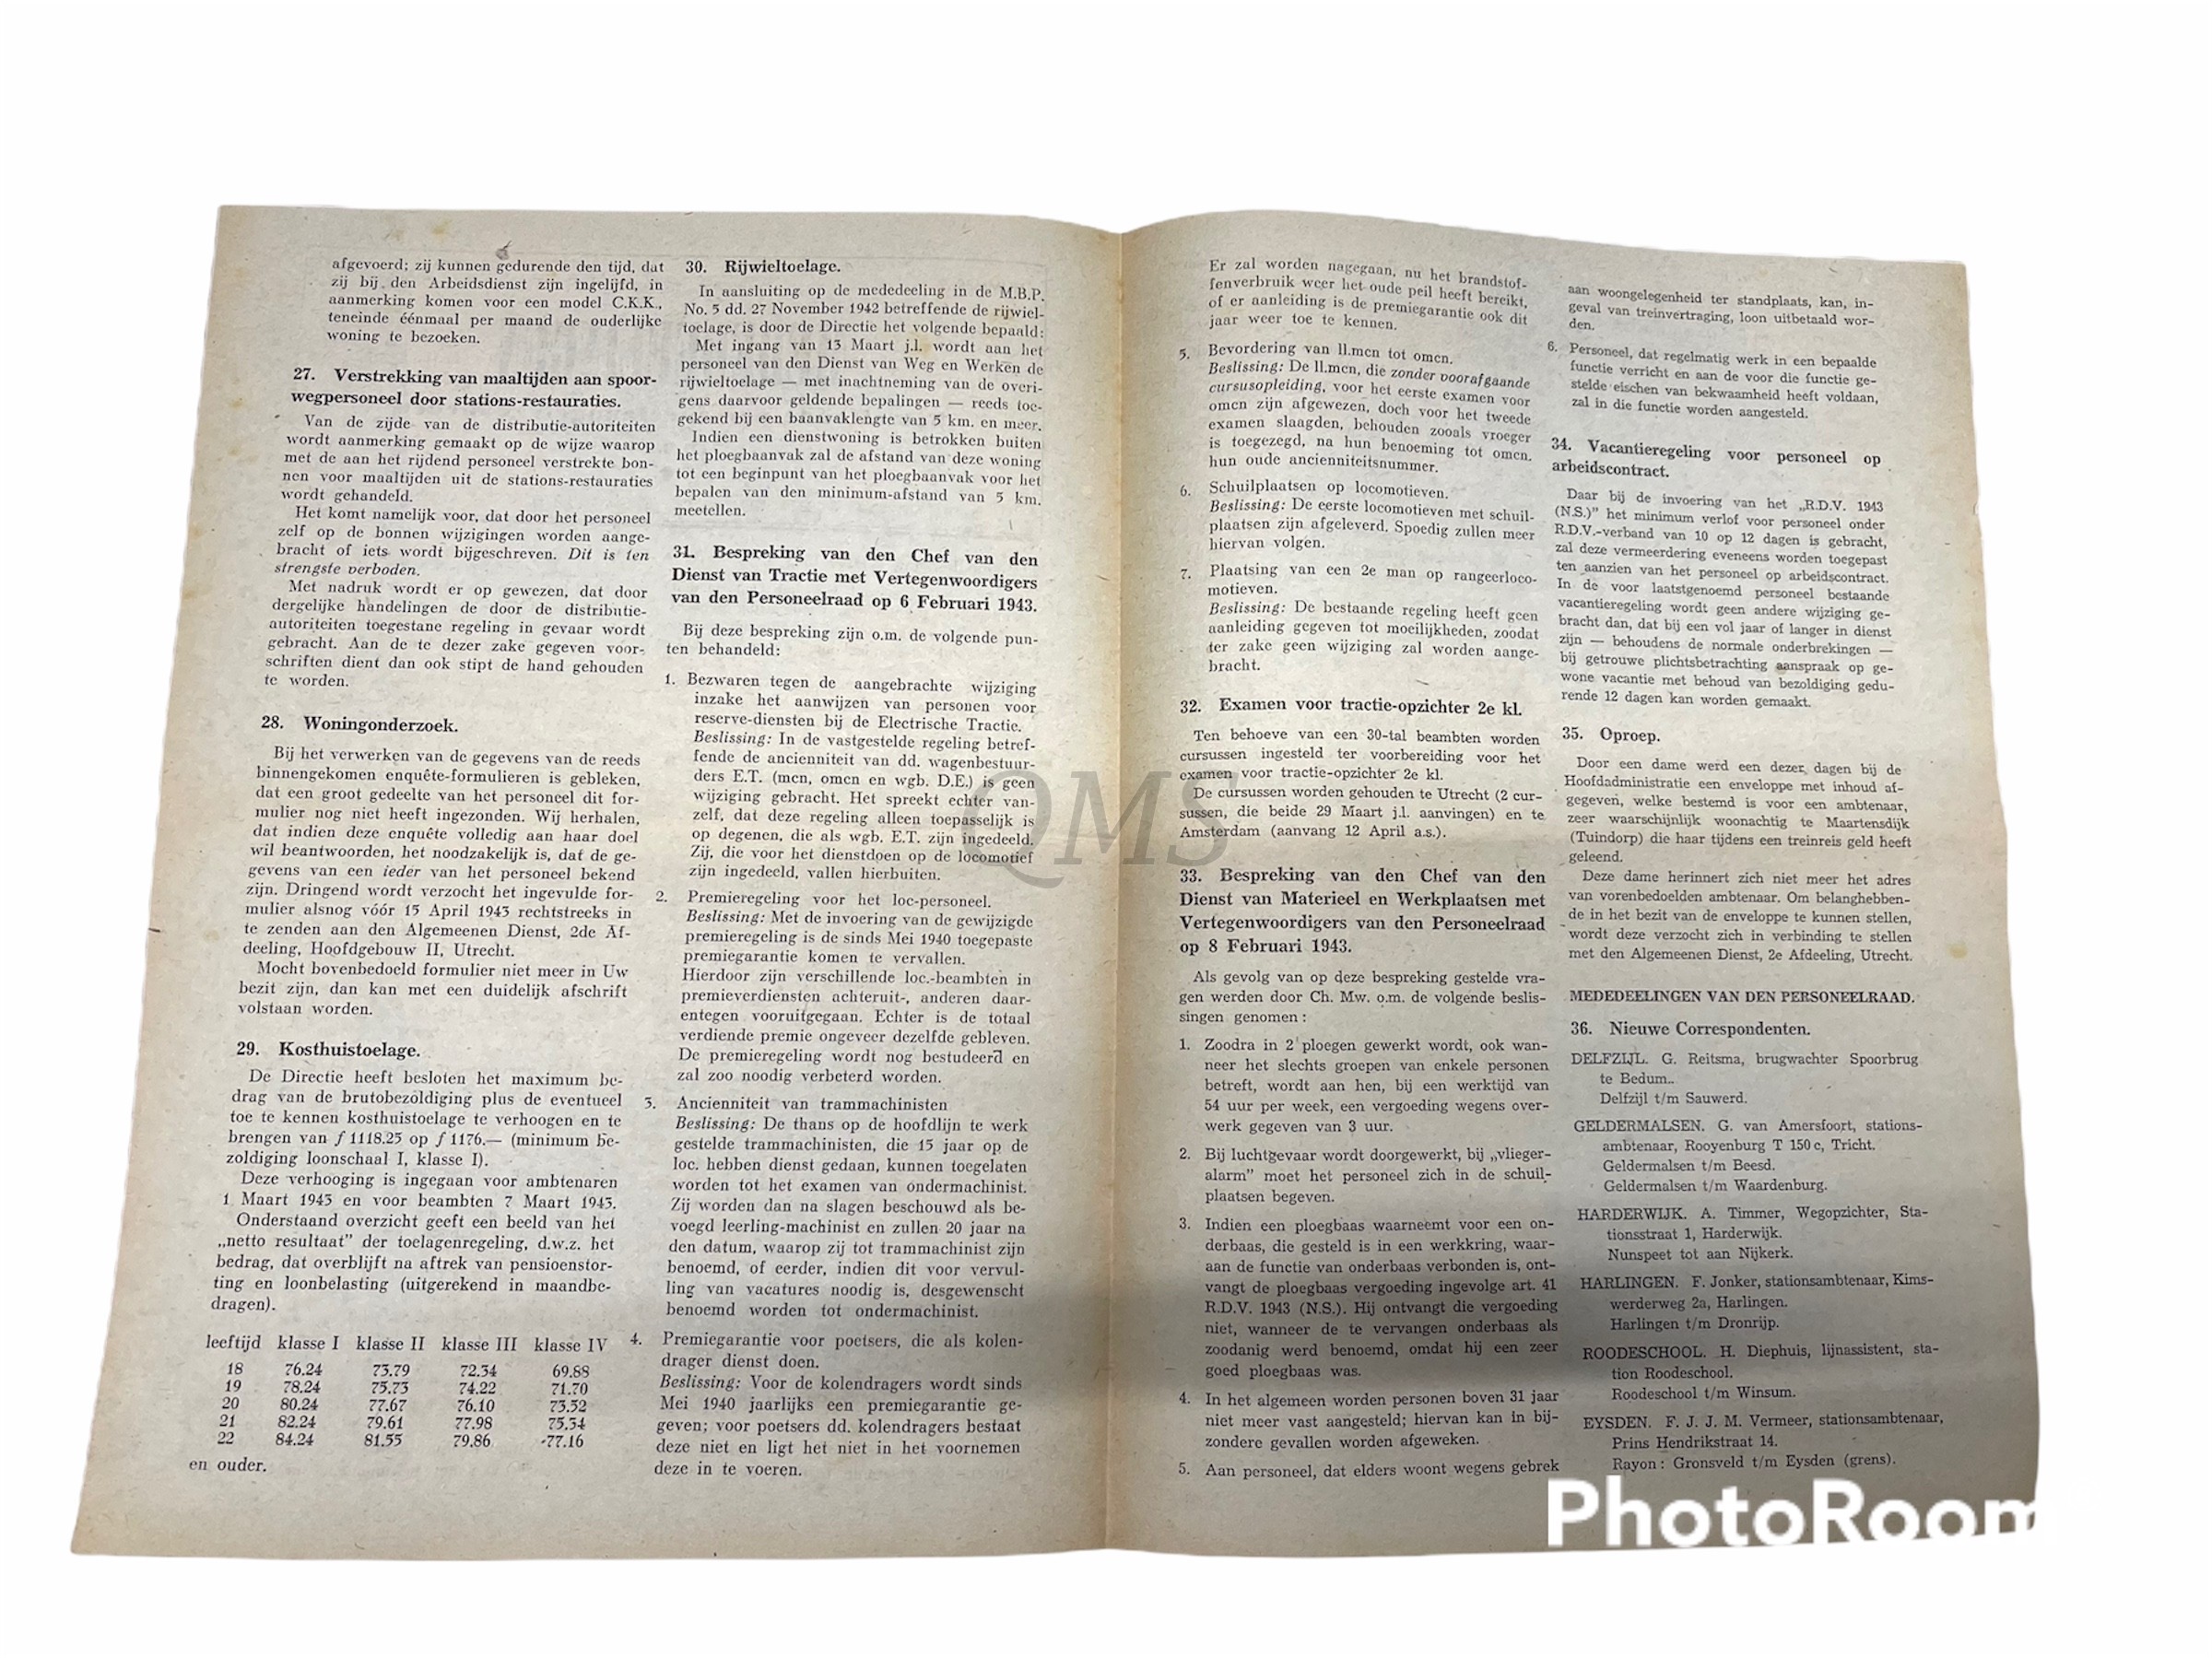 afgevoerd; zij kunnen gedurende den tijd, dat
zij bij den Arbeidsdienst zijn ingelijfd, in
aanmerking komen voor een model C.K.K.,
teneinde éénmaal per maand de ouderlijke
woning te bezoeken.
27. Verstrekking van maaltijden aan spoor-
wegpersoneel door stations-restauraties.
Van de zijde van de distributie-autoriteiten
wordt aanmerking gemaakt op de wijze waarop
met de aan het rijdend personeel verstrekte bon-
nen voor maaltijden uit de stations-restauraties
wordt gehandeld.
Het komt namelijk voor, dat door het personeel
zelf op de bonnen wijzigingen worden aange-
bracht of iets wordt bijgeschreven. Dit is ten
strengste verboden.
Met nadruk wordt er op gewezen, dat door
dergelijke handelingen de door de distributie-
autoriteiten toegestane regeling in gevaar wordt
gebracht. Aan de te dezer zake gegeven voor-
schriften dient dan ook stipt de hand gehouden
te worden.
28. Woningonderzoek.
Bij het verwerken van de gegevens van de reeds
binnengekomen enquête-formulieren is gebleken,
dat een groot gedeelte van het personeel dit for-
mulier nog niet heeft ingezonden. Wij herhalen,
dat indien deze enquête volledig aan haar doel
wil beantwoorden, het noodzakelijk is, dat de ge-
gevens van een ieder van het personeel bekend
zijn. Dringend wordt verzocht het ingevulde for-
mulier alsnog vóór 15 April 1943 rechtstreeks in
te zenden aan den Algemeenen Dienst, 2de Af-
deeling, Hoofdgebouw II, Utrecht.
Mocht bovenbedoeld formulier niet meer in Uw
bezit zijn, dan kan met een duidelijk afschrift
volstaan worden.
29. Kosthuistoelage.
De Directie heeft besloten het maximum be-
drag van de brutobezoldiging plus de eventueel
toe te kennen kosthuistoelage te verhoogen en te
brengen van f 1118.25 op f 1176.— (minimum be-
zoldiging loonschaal I, klasse I).
Deze verhooging is ingegaan voor ambtenaren
1 Maart 1943 en voor beambten 7 Maart 1943.
Onderstaand overzicht geeft een beeld van het
„netto resultaat” der toelagenregeling, d.w.z. het
bedrag, dat overblijft na aftrek van pensioenstor-
ting en loonbelasting (uitgerekend in maandbe-
dragen).
leeftijd klasse I klasse II klasse III klasse IV
18 76.24 73.79 72.34 69.88
19 78.24 75.73 74.22 71.70
20 80.24 77.67 76.10 73.52
21 82.24 79.61 77.98 75.34
22 84.24 81.55 79.86 77.16
en ouder.
30. Rijwieltoelage.
In aansluiting op de mededeeling in de M.B.P.
No. 5 dd. 27 November 1942 betreffende de rijwiel-
toelage, is door de Directie het volgende bepaald:
Met ingang van 13 Maart j.l. wordt aan het
personeel van den Dienst van Weg en Werken de
rijwieltoelage — met inachtneming van de overi-
gens daarvoor geldende bepalingen — reeds toe-
gekend bij een baanvaklengte van 5 km. en meer.
Indien een dienstwoning is betrokken buiten
het ploegbaanvak zal de afstand van deze woning
tot een beginpunt van het ploegbaanvak voor het
bepalen van den minimum-afstand van 5 km.
meetellen.
31. Bespreking van den Chef van den
Dienst van Tractie met Vertegenwoordigers
van den Personeelraad op 6 Februari 1943.
Bij deze bespreking zijn o.m. de volgende pun-
ten behandeld:
1. Bezwaren tegen de aangebrachte wijziging
inzake het aanwijzen van personen voor
reserve-diensten bij de Electrische Tractie.
Beslissing: In de vastgestelde regeling betref-
fende de ancienniteit van dd. wagenbestuur-
ders E.T. (mcn, omcn en wgb. D.E.) is geen
wijziging gebracht. Het spreekt echter van-
zelf, dat deze regeling alleen toepasselijk is
op degenen, die als wgb. E.T. zijn ingedeeld.
Zij, die voor het dienstdoen op de locomotief
zijn ingedeeld, vallen hierbuiten.
2. Premieregeling voor het loc-personeel.
Beslissing: Met de invoering van de gewijzigde
premieregeling is de sinds Mei 1940 toegepaste
premiegarantie komen te vervallen.
Hierdoor zijn verschillende loc.-beambten in
premieverdiensten achteruit-, anderen daar-
entegen vooruitgegaan. Echter is de totaal
verdiende premie ongeveer dezelfde gebleven.
De premieregeling wordt nog bestudeerd en
zal zoo noodig verbeterd worden.
3. Ancienniteit van trammachinisten
Beslissing: De thans op de hoofdlijn te werk
gestelde trammachinisten, die 15 jaar op de
loc. hebben dienst gedaan, kunnen toegelaten
worden tot het examen van ondermachinist.
Zij worden dan na slagen beschouwd als be-
voegd leerling-machinist en zullen 20 jaar na
den datum, waarop zij tot trammachinist zijn
benoemd, of eerder, indien dit voor vervul-
ling van vacatures noodig is, desgewenscht
benoemd worden tot ondermachinist.
4. Premiegarantie voor poetsers, die als kolen-
drager dienst doen.
Beslissing: Voor de kolendragers wordt sinds
Mei 1940 jaarlijks een premiegarantie ge-
geven; voor poetsers dd. kolendragers bestaat
deze niet en ligt het niet in het voornemen
deze in te voeren.
Er zal worden nagegaan, nu het brandstof-
fenverbruik weer het oude peil heeft bereikt,
of er aanleiding is de premiegarantie ook dit
jaar weer toe te kennen.
5. Bevordering van ll.mcn tot omcn.
Beslissing: De ll.mcn, die zonder voorafgaande
cursusopleiding, voor het eerste examen voor
omcn zijn afgewezen, doch voor het tweede
examen slaagden, behouden zooals vroeger
is toegezegd, na hun benoeming tot omcn.
hun oude ancienniteitsnummer.
6. Schuilplaatsen op locomotieven.
Beslissing: De eerste locomotieven met schuil-
plaatsen zijn afgeleverd. Spoedig zullen meer
hiervan volgen.
7. Plaatsing van een 2e man op rangeerloco-
motieven.
Beslissing: De bestaande regeling heeft geen
aanleiding gegeven tot moeilijkheden, zoodat
ter zake geen wijziging zal worden aange-
bracht.
32. Examen voor tractie-opzichter 2e kl.
Ten behoeve van een 30-tal beambten worden
cursussen ingesteld ter voorbereiding voor het
examen voor tractie-opzichter 2e kl.
De cursussen worden gehouden te Utrecht (2 cur-
sussen, die beide 29 Maart j.l. aanvingen) en te
Amsterdam (aanvang 12 April a.s.).
33. Bespreking van den Chef van den
Dienst van Materieel en Werkplaatsen met
Vertegenwoordigers van den Personeelraad
op 8 Februari 1943.
Als gevolg van op deze bespreking gestelde vra-
gen werden door Ch. Mw. o.m. de volgende beslis-
singen genomen :
1. Zoodra in 2 ploegen gewerkt wordt, ook wan-
neer het slechts groepen van enkele personen
betreft, wordt aan hen, bij een werktijd van
54 uur per week, een vergoeding wegens over-
werk gegeven van 3 uur.
2. Bij luchtgevaar wordt doorgewerkt, bij „vlieger-
alarm” moet het personeel zich in de schuil-
plaatsen begeven.
3. Indien een ploegbaas waarneemt voor een on-
derbaas, die gesteld is in een werkkring, waar-
aan de functie van onderbaas verbonden is, ont-
vangt de ploegbaas vergoeding ingevolge art. 41
R.D.V. 1943 (N.S.). Hij ontvangt die vergoeding
niet, wanneer de te vervangen onderbaas als
zoodanig werd benoemd, omdat hij een zeer
goed ploegbaas was.
4. In het algemeen worden personen boven 31 jaar
niet meer vast aangesteld; hiervan kan in bij-
zondere gevallen worden afgeweken.
5. Aan personeel, dat elders woont wegens gebrek
aan woongelegenheid ter standplaats, kan, in-
geval van treinvertraging, loon uitbetaald wor-
den.
6. Personeel, dat regelmatig werk in een bepaalde
functie verricht en aan de voor die functie ge-
stelde eischen van bekwaamheid heeft voldaan,
zal in die functie worden aangesteld.
34. Vacantieregeling voor personeel op
arbeidscontract.
Daar bij de invoering van het „R.D.V. 1943
(N.S.)” het minimum verlof voor personeel onder
R.D.V.-verband van 10 op 12 dagen is gebracht,
zal deze vermeerdering eveneens worden toegepast
ten aanzien van het personeel op arbeidscontract.
In de voor laatstgenoemd personeel bestaande
vacantieregeling wordt geen andere wijziging ge-
bracht dan, dat bij een vol jaar of langer in dienst
zijn — behoudens de normale onderbrekingen —
bij getrouwe plichtsbetrachting aanspraak op ge-
wone vacantie met behoud van bezoldiging gedu-
rende 12 dagen kan worden gemaakt.
35. Oproep.
Door een dame werd een dezer dagen bij de
Hoofdadministratie een enveloppe met inhoud af-
gegeven, welke bestemd is voor een ambtenaar,
zeer waarschijnlijk woonachtig te Maartensdijk
(Tuindorp) die haar tijdens een treinreis geld heeft
geleend.
Deze dame herinnert zich niet meer het adres
van vorenbedoelden ambtenaar. Om belanghebben-
de in het bezit van de enveloppe te kunnen stellen,
wordt deze verzocht zich in verbinding te stellen
met den Algemeenen Dienst, 2e Afdeeling, Utrecht.
MEDEDEELINGEN VAN DEN PERSONEELRAAD.
36. Nieuwe Correspondenten.
DELFZIJL. G. Reitsma, brugwachter Spoorbrug
te Bedum..
Delfzijl t/m Sauwerd.
GELDERMALSEN. G. van Amersfoort, stations-
ambtenaar, Rooyenburg T 150 c, Tricht.
Geldermalsen t/m Beesd.
Geldermalsen t/m Waardenburg.
HARDERWIJK. A. Timmer, Wegopzichter, Sta-
tionsstraat 1, Harderwijk.
Nunspeet tot aan Nijkerk.
HARLINGEN. F. Jonker, stationsambtenaar, Kims-
werderweg 2a, Harlingen.
Harlingen t/m Dronrijp.
ROODESCHOOL. H. Diephuis, lijnassistent, sta-
tion Roodeschool.
Roodeschool t/m Winsum.
EYSDEN. F. J. J. M. Vermeer, stationsambtenaar,
Prins Hendrikstraat 14.
Rayon : Gronsveld t/m Eysden (grens).
QMS
PhotoRoom